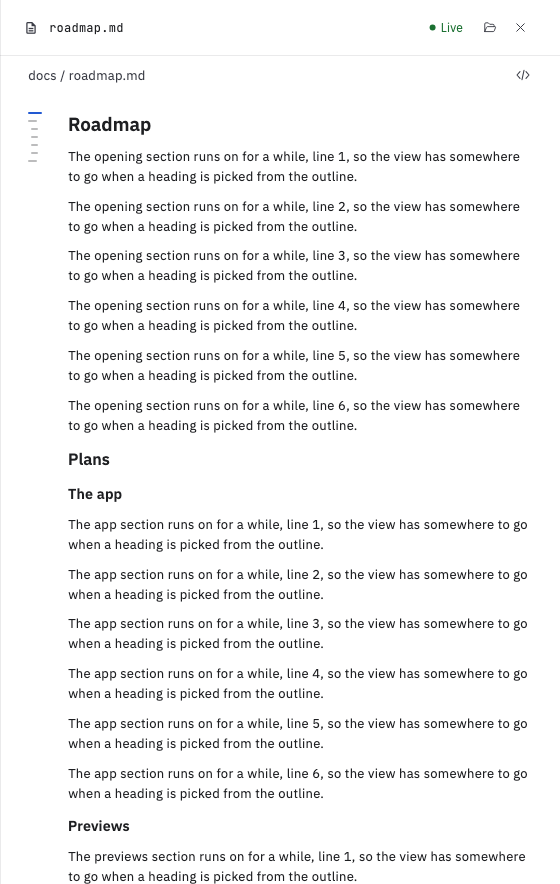 roadmap.md
Live
docs / roadmap.md
Roadmap
The opening section runs on for a while, line 1, so the view has somewhere
to go when a heading is picked from the outline.
The opening section runs on for a while, line 2, so the view has somewhere
to go when a heading is picked from the outline.
The opening section runs on for a while, line 3, so the view has somewhere
to go when a heading is picked from the outline.
The opening section runs on for a while, line 4, so the view has somewhere
to go when a heading is picked from the outline.
The opening section runs on for a while, line 5, so the view has somewhere
to go when a heading is picked from the outline.
The opening section runs on for a while, line 6, so the view has somewhere
to go when a heading is picked from the outline.
Plans
The app
The app section runs on for a while, line 1, so the view has somewhere to go
when a heading is picked from the outline.
The app section runs on for a while, line 2, so the view has somewhere to go
when a heading is picked from the outline.
The app section runs on for a while, line 3, so the view has somewhere to go
when a heading is picked from the outline.
The app section runs on for a while, line 4, so the view has somewhere to go
when a heading is picked from the outline.
The app section runs on for a while, line 5, so the view has somewhere to go
when a heading is picked from the outline.
The app section runs on for a while, line 6, so the view has somewhere to go
when a heading is picked from the outline.
Previews
The previews section runs on for a while, line 1, so the view has somewhere
to go when a heading is picked from the outline.